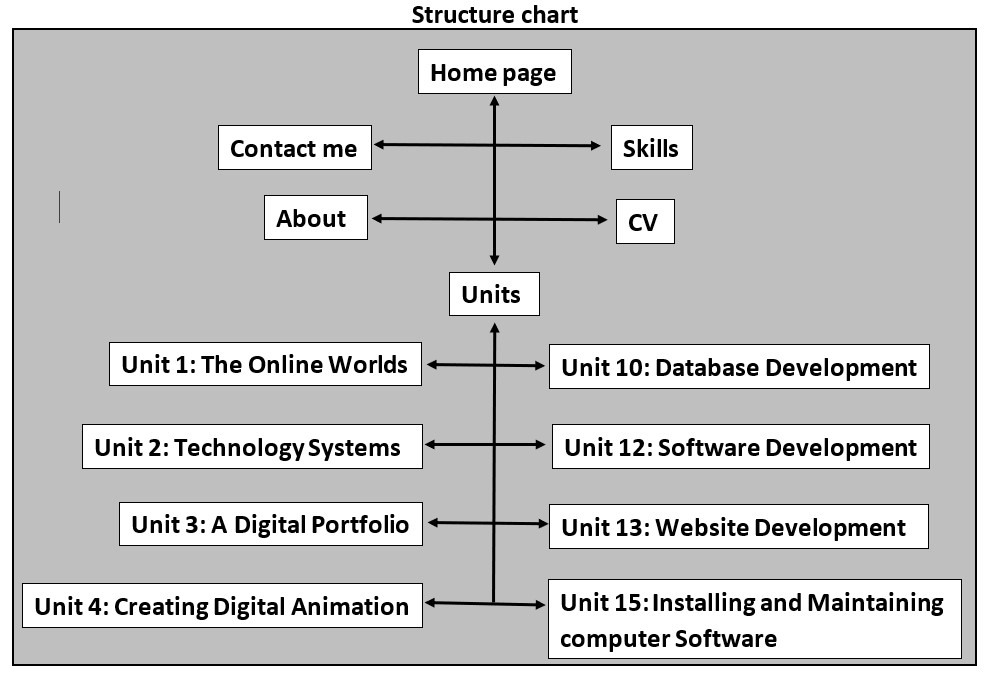 Structure chart
Home page
Contact me
Skills
About
CV
Units
Unit 1: The Online Worlds
Unit 10: Database Development
Unit 2: Technology Systems
Unit 12: Software Development
Unit 3: A Digital Portfolio
Unit 13: Website Development
Unit 4: Creating Digital Animation
Unit 15: Installing and Maintaining
computer Software